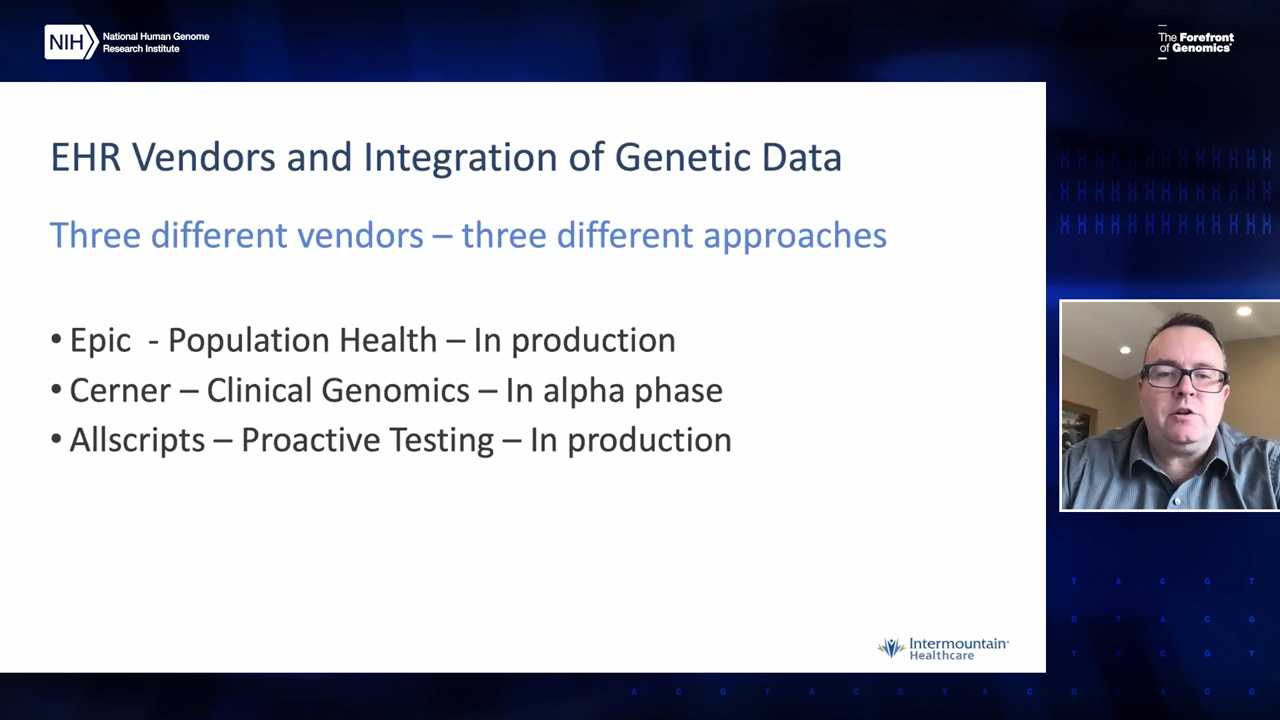 NIH
National Human Genome
Research Institute
The Forefront
of Genomics®
EHR Vendors and Integration of Genetic Data
Three different vendors – three different approaches
• Epic - Population Health – In production
• Cerner – Clinical Genomics – In alpha phase
• Allscripts – Proactive Testing – In production
Intermountain®
Healthcare
T A C G T
G T A C G
T A C G T
A C G T A C G T A C G T A C G